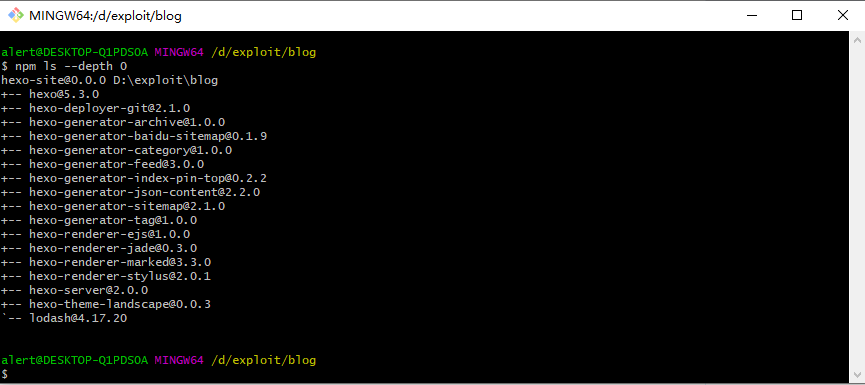 MINGW64:/d/exploit/blog
alert@DESKTOP-Q1PDSOA MINGW64 /d/exploit/blog
$ npm ls --depth 0
hexo-site@0.0.0 D:\exploit\blog
+-- hexo@5.3.0
+-- hexo-deployer-git@2.1.0
+-- hexo-generator-archive@1.0.0
+-- hexo-generator-baidu-sitemap@0.1.9
+-- hexo-generator-category@1.0.0
+-- hexo-generator-feed@3.0.0
+-- hexo-generator-index-pin-top@0.2.2
+-- hexo-generator-json-content@2.2.0
+-- hexo-generator-sitemap@2.1.0
+-- hexo-generator-tag@1.0.0
+-- hexo-renderer-ejs@1.0.0
+-- hexo-renderer-jade@0.3.0
+-- hexo-renderer-marked@3.3.0
+-- hexo-renderer-stylus@2.0.1
+-- hexo-server@2.0.0
+-- hexo-theme-landscape@0.0.3
`-- lodash@4.17.20
alert@DESKTOP-Q1PDSOA MINGW64 /d/exploit/blog
$